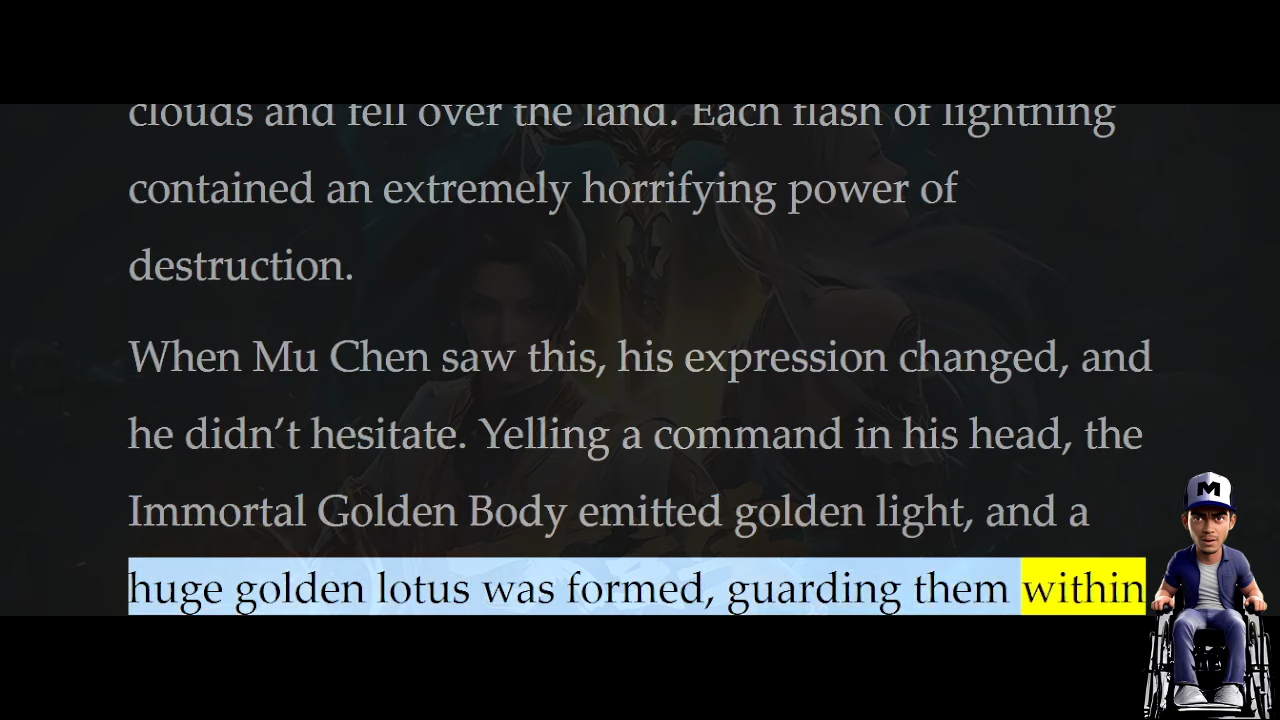 clouds and fell over the land. Each flash of lightning
contained an extremely horrifying power of
destruction.
When Mu Chen saw this, his expression changed, and
he didn’t hesitate. Yelling a command in his head, the
Immortal Golden Body emitted golden light, and a
huge golden lotus was formed, guarding them within
M